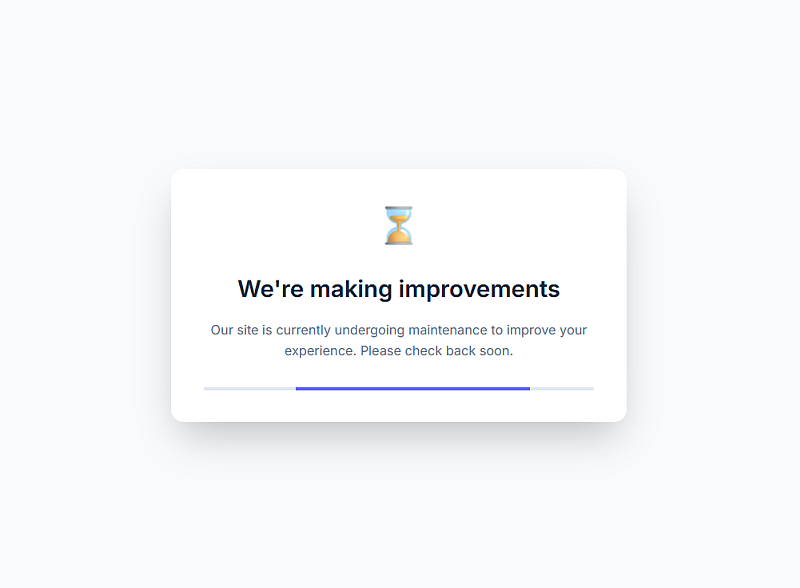 We're making improvements
Our site is currently undergoing maintenance to improve your
experience. Please check back soon.